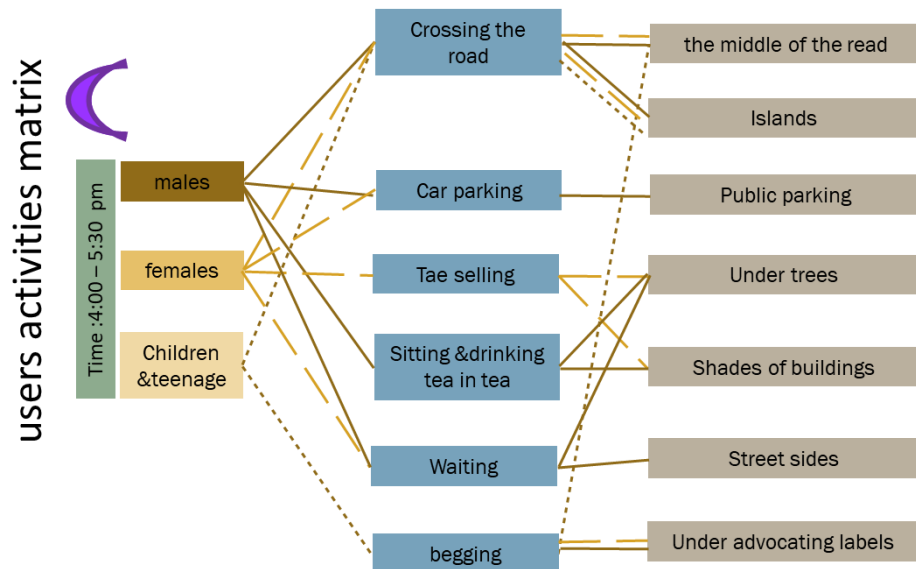 users activities matrix
Time :4:00 – 5:30 pm
males
females
Children
&teenage
Crossing the
road
Car parking
Tae selling
Sitting &drinking
tea in tea
Waiting
begging
the middle of the read
Islands
Public parking
Under trees
Shades of buildings
Street sides
Under advocating labels